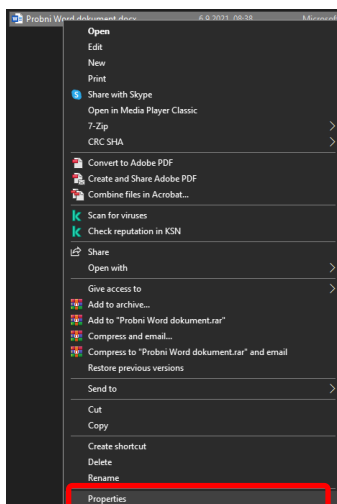 Probni Word dokument.docx 6.9.2021. 08:38 Microsoft
Open
Edit
New
Print
Share with Skype
Open in Media Player Classic
7-Zip
CRC SHA
Convert to Adobe PDF
Create and Share Adobe PDF
Combine files in Acrobat...
Scan for viruses
Check reputation in KSN
Share
Open with
Give access to
Add to archive...
Add to "Probni Word dokument.rar"
Compress and email...
Compress to "Probni Word dokument.rar" and email
Restore previous versions
Send to
Cut
Copy
Create shortcut
Delete
Rename
Properties